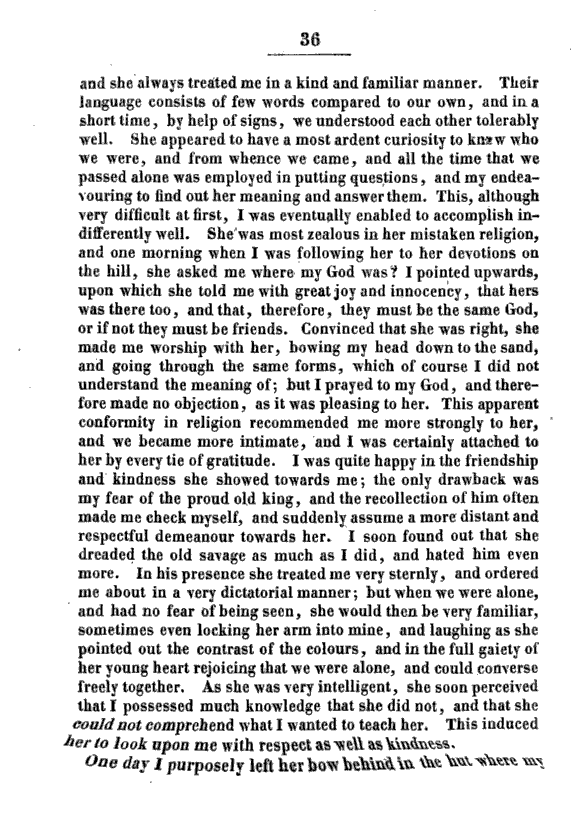 36
and she always treated me in a kind and familiar manner. Their
language consists of few words compared to our own, and in a
short time, by help of signs, we understood each other tolerably
well. She appeared to have a most ardent curiosity to know who
we were, and from whence we came, and all the time that we
passed alone was employed in putting questions, and my endea-
vouring to find out her meaning and answer them. This, although
very difficult at first, I was eventually enabled to accomplish in-
differently well. She was most zealous in her mistaken religion,
and one morning when I was following her to her devotions on
the hill, she asked me where my God was? I pointed upwards,
upon which she told me with great joy and innocency, that hers
was there too, and that, therefore, they must be the same God,
or if not they must be friends. Convinced that she was right, she
made me worship with her, bowing my head down to the sand,
and going through the same forms, which of course I did not
understand the meaning of; but I prayed to my God, and there-
fore made no objection, as it was pleasing to her. This apparent
conformity in religion recommended me more strongly to her,
and we became more intimate, and I was certainly attached to
her by every tie of gratitude. I was quite happy in the friendship
and kindness she showed towards me; the only drawback was
my fear of the proud old king, and the recollection of him often
made me check myself, and suddenly assume a more distant and
respectful demeanour towards her. I soon found out that she
dreaded the old savage as much as I did, and hated him even
more. In his presence she treated me very sternly, and ordered
me about in a very dictatorial manner; but when we were alone,
and had no fear of being seen, she would then be very familiar,
sometimes even locking her arm into mine, and laughing as she
pointed out the contrast of the colours, and in the full gaiety of
her young heart rejoicing that we were alone, and could converse
freely together. As she was very intelligent, she soon perceived
that I possessed much knowledge that she did not, and that she
could not comprehend what I wanted to teach her. This induced
her to look upon me with respect as well as kindness.
One day I purposely left her bow behind in the hut where my